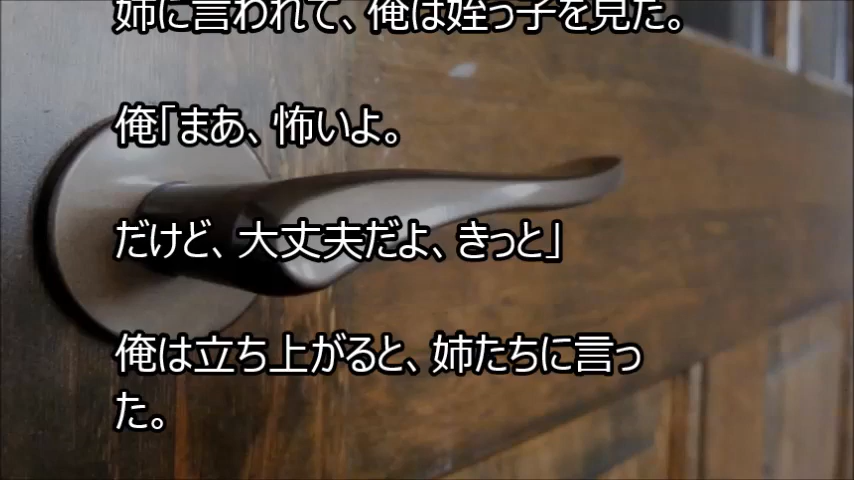 姉に言われて、俺は姪っ子を見た。
俺「まあ、怖いよ。
だけど、大丈夫だよ、きっと」
俺は立ち上がると、姉たちに言っ
た。